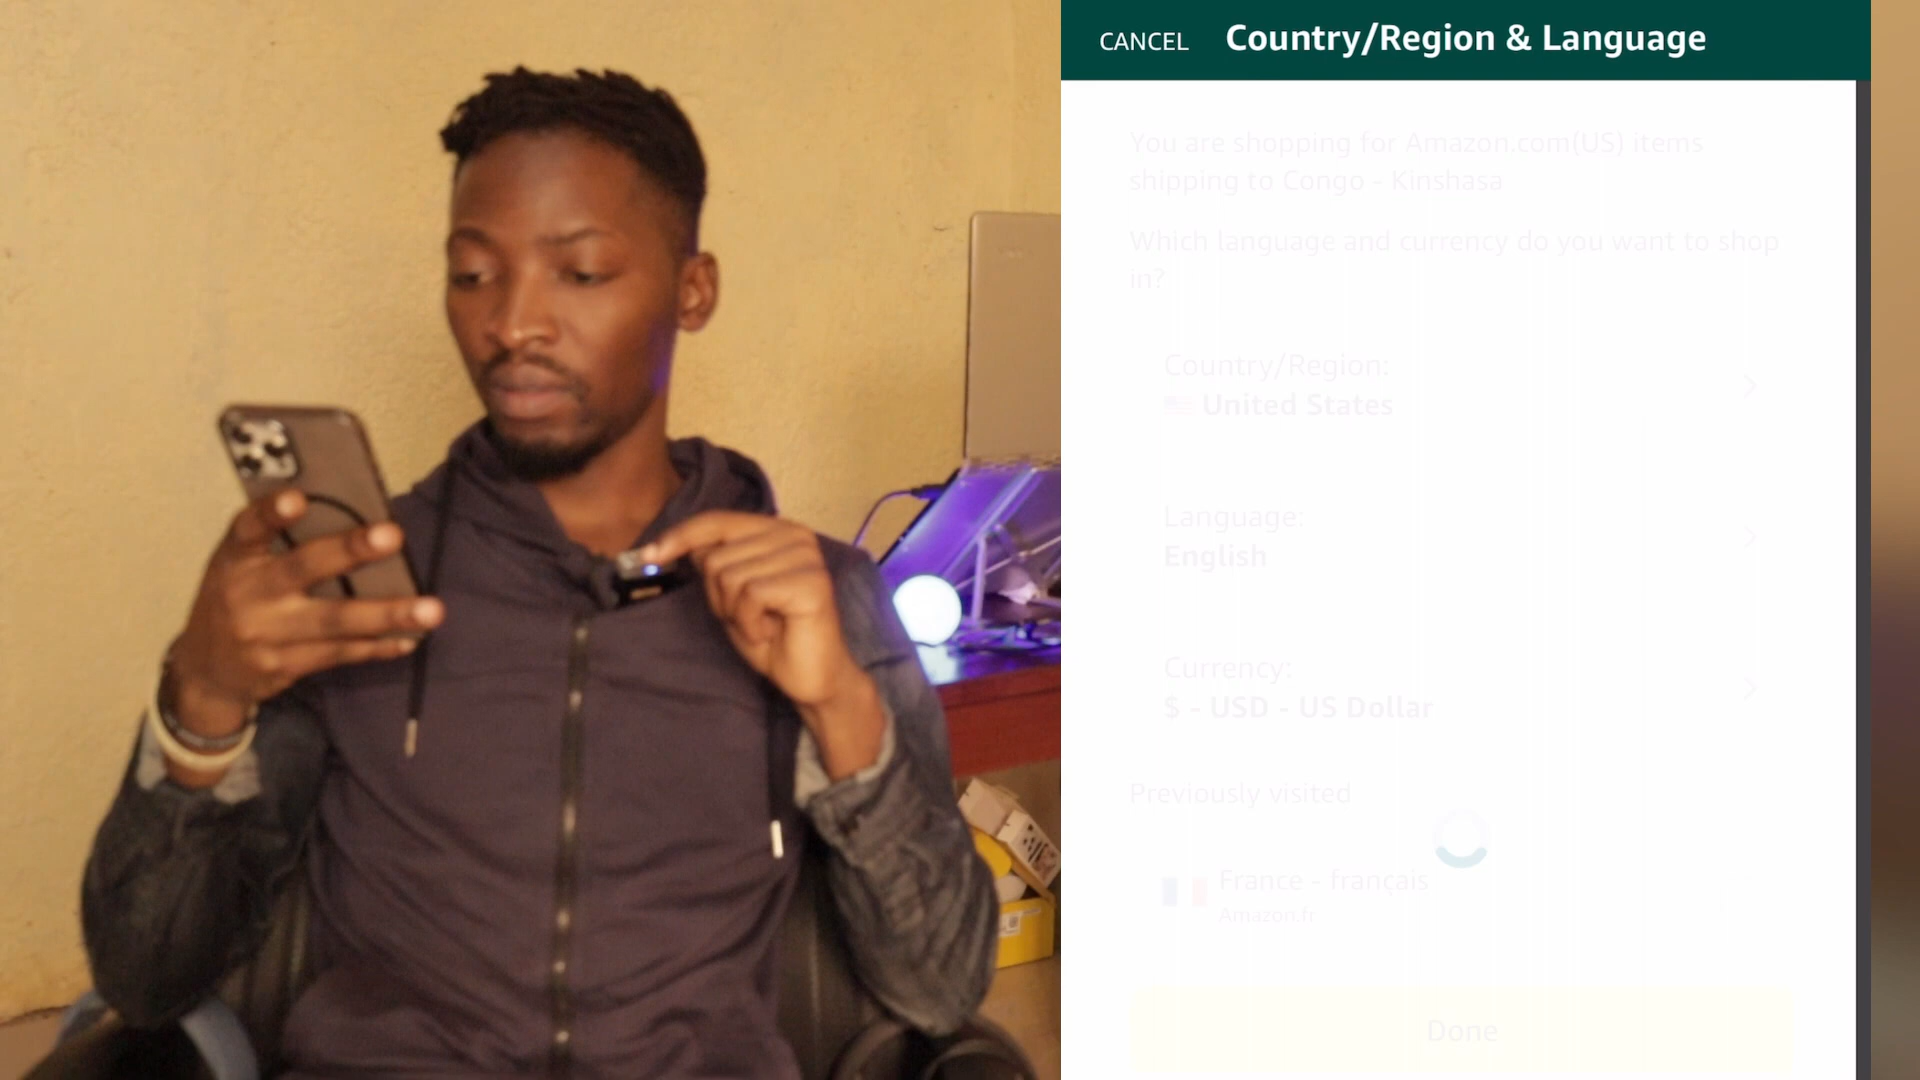 CANCEL
Country/Region & Language
You are shopping for Amazon.com(US) items
shipping to Congo - Kinshasa
Which language and currency do you want to shop
in?
Country/Region:
United States
Language:
English
Currency:
$ - USD - US Dollar
Previously visited
France - français
Amazon.fr
Done